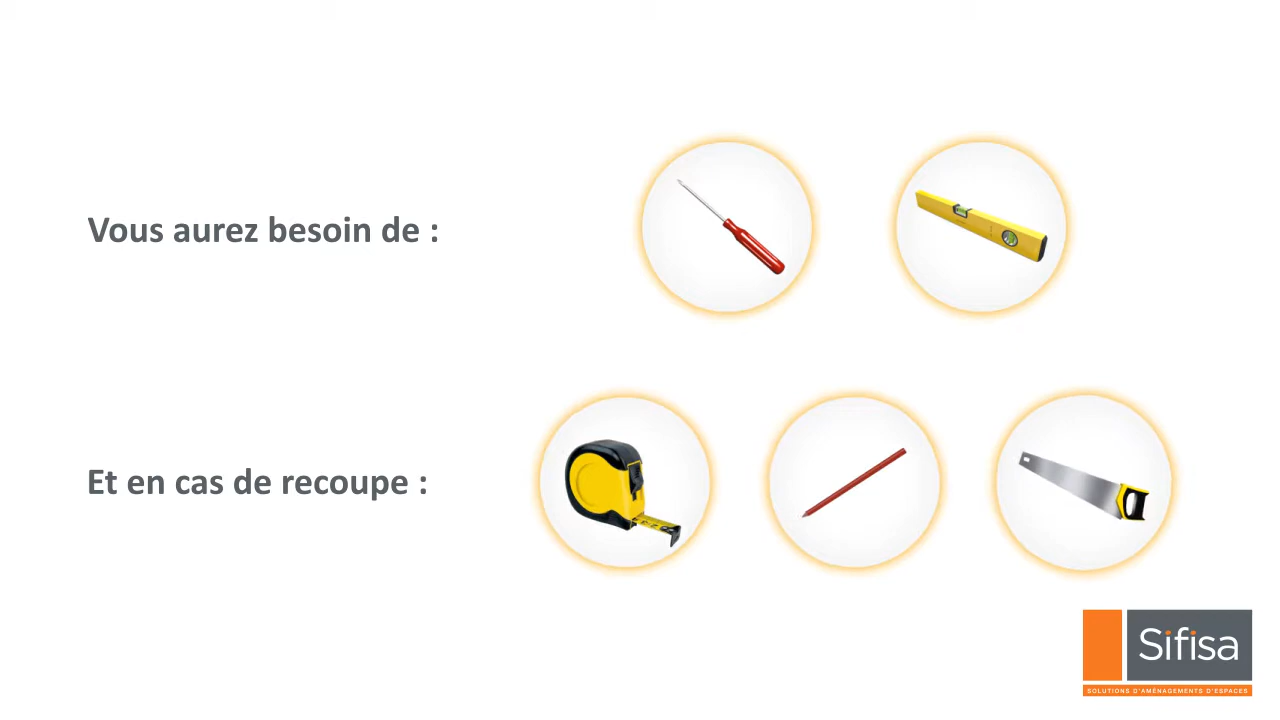 Vous aurez besoin de :
Et en cas de recoupe :
Sifisa
SOLUTIONS D'AMÉNAGEMENTS D'ESPACES